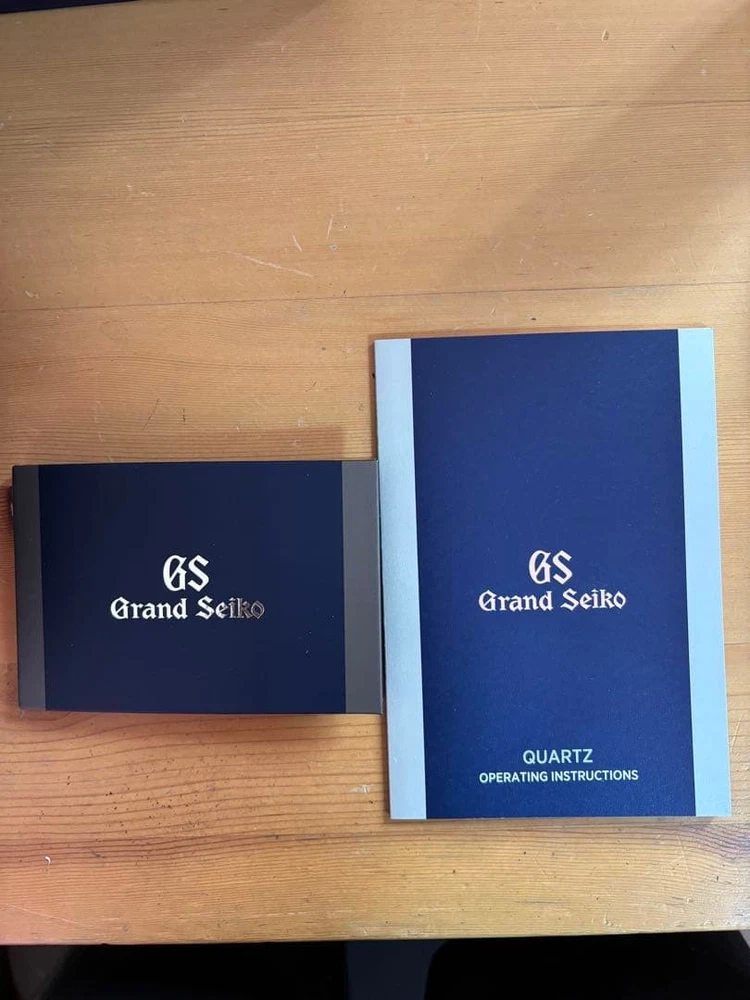 GS
Grand Seiko
GS
Grand Seiko
QUARTZ
OPERATING INSTRUCTIONS